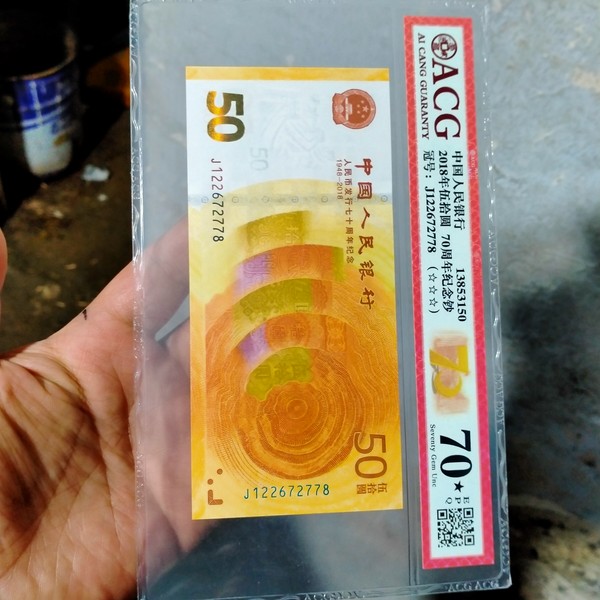 ACG
AI CANG GUARANTY
中国人民银行 13853150
2018年伍拾圆 70周年纪念钞
冠号: J122672778 (☆☆☆)
70★
Seventy Gem Unc
E
P
Q
中国人民银行
人民币发行七十周年纪念
1948-2018
50
J122672778
50
50
伍拾圆
J122672778